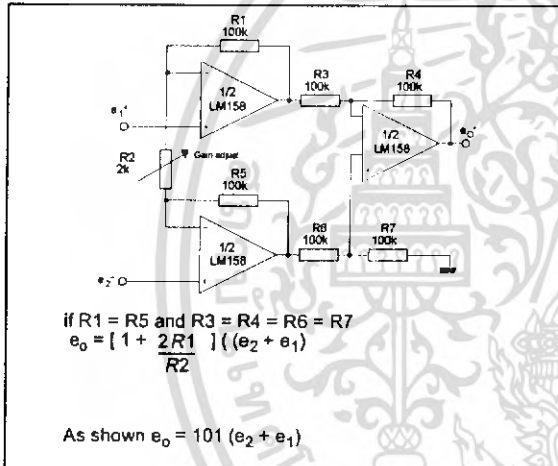 R1
100k
R3
100k
R4
100k
1/2
LM158
e1
1/2
LM158
eo
R2
2k
Gain adjust
R5
100k
1/2
LM158
R6
100k
R7
100k
e2
if R1 = R5 and R3 = R4 = R6 = R7
eo = [ 1 + 2R1 ] ( (e2 + e1)
R2
As shown eo = 101 (e2 + e1)